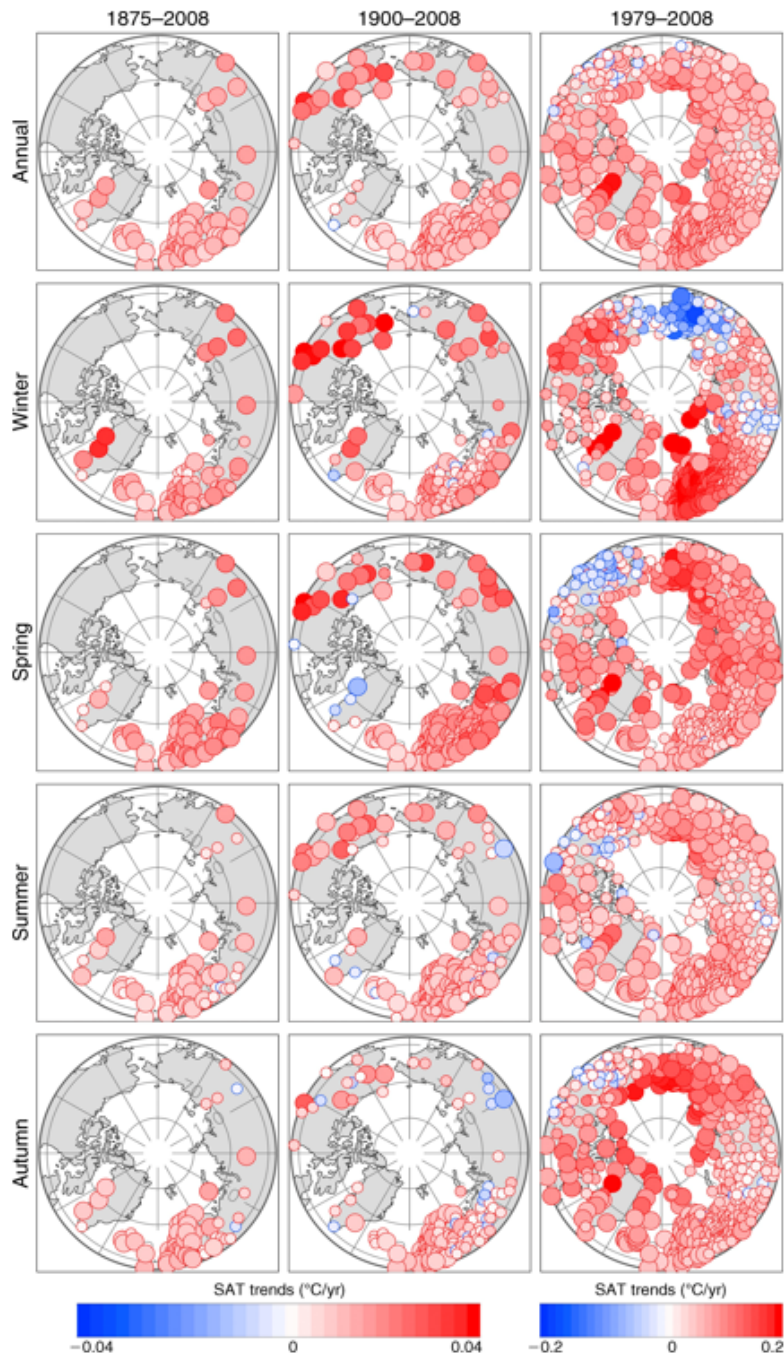 1875–2008 1900–2008 1979–2008
Annual
Winter
Spring
Summer
Autumn
SAT trends (°C/yr) SAT trends (°C/yr)
−0.04 0 0.04 −0.2 0 0.2